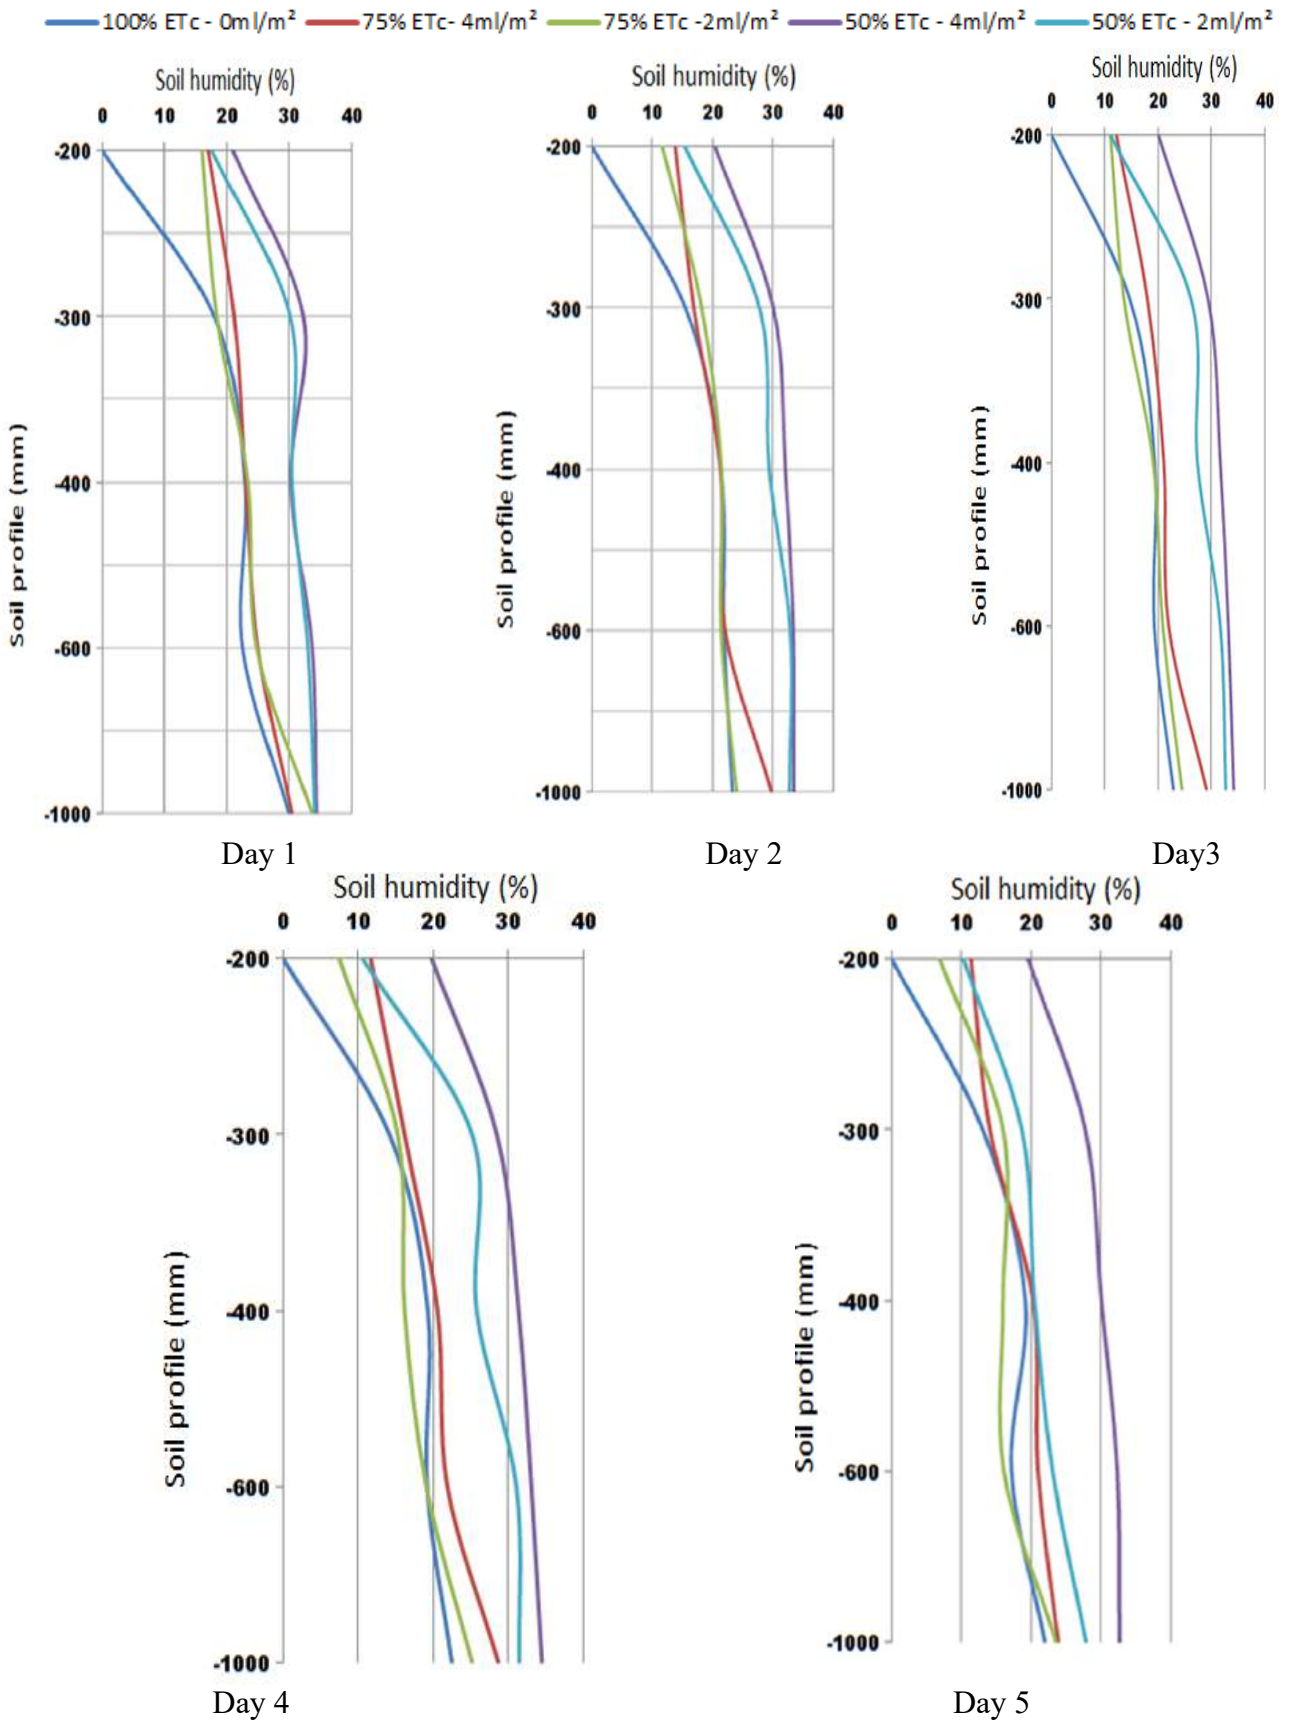 100% ETc - 0ml/m² 75% ETc- 4ml/m² 75% ETc -2ml/m² 50% ETc - 4ml/m² 50% ETc - 2ml/m²
Soil humidity (%)
0 10 20 30 40
-200
-300
-400
-600
-1000
Soil profile (mm)
Day 1
Soil humidity (%)
0 10 20 30 40
-200
-300
-400
-600
-1000
Soil profile (mm)
Day 2
Soil humidity (%)
0 10 20 30 40
-200
-300
-400
-600
-1000
Soil profile (mm)
Day3
Soil humidity (%)
0 10 20 30 40
-200
-300
-400
-600
-1000
Soil profile (mm)
Day 4
Soil humidity (%)
0 10 20 30 40
-200
-300
-400
-600
-1000
Soil profile (mm)
Day 5